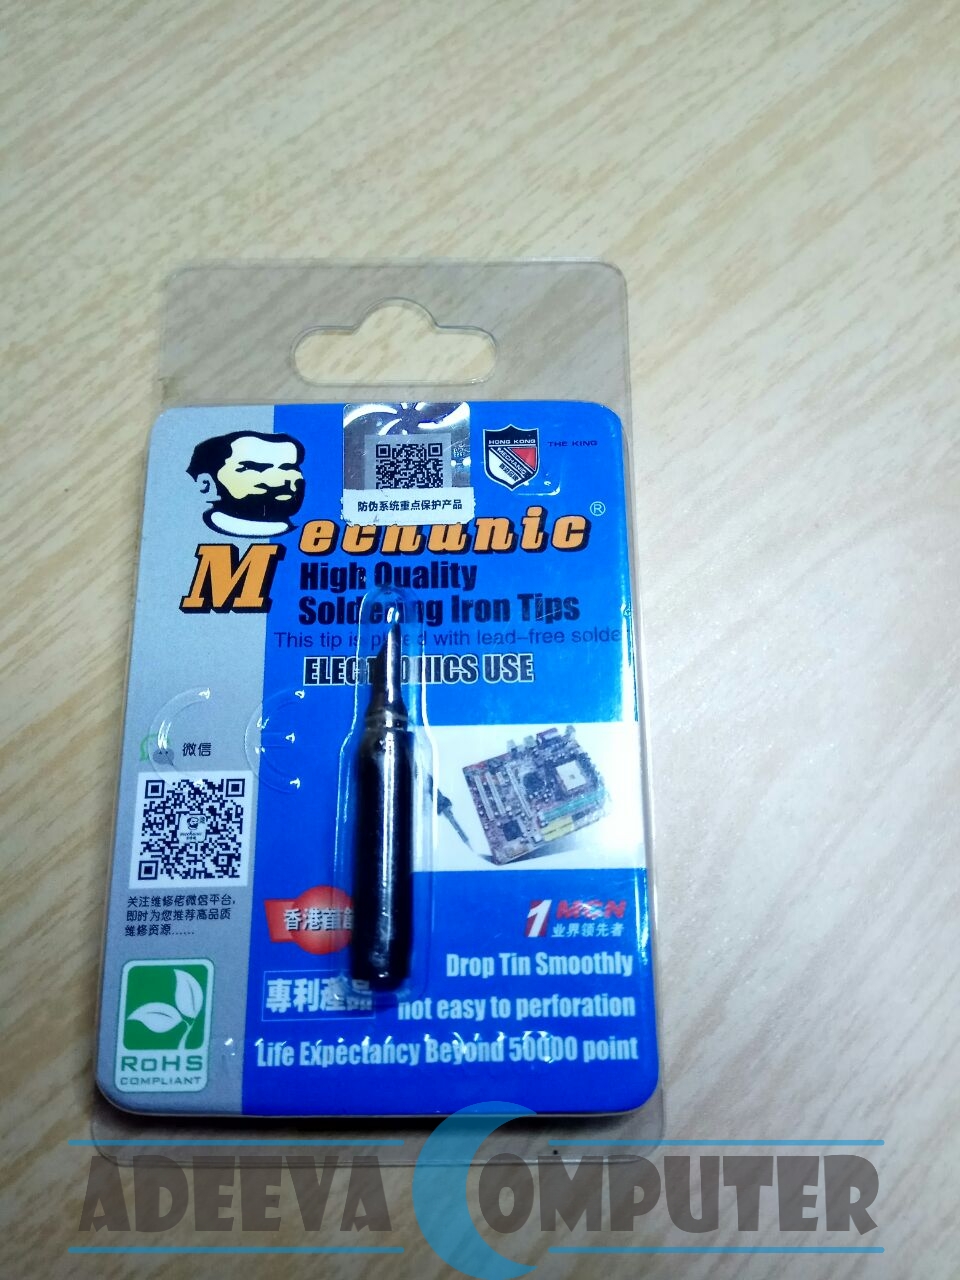 防伪系统重点保护产品
HONG KONG
THE KING
Mechanic®
High Quality
Soldering Iron Tips
This tip is plated with lead-free solde
ELECTRONICS USE
微信
关注维修佬微信平台,
即时为您推荐高品质
维修资源......
香港首創
專利產品
1 MCN
业界领先者
Drop Tin Smoothly
not easy to perforation
Life Expectancy Beyond 50000 point
RoHS
COMPLIANT
ADEEVA COMPUTER